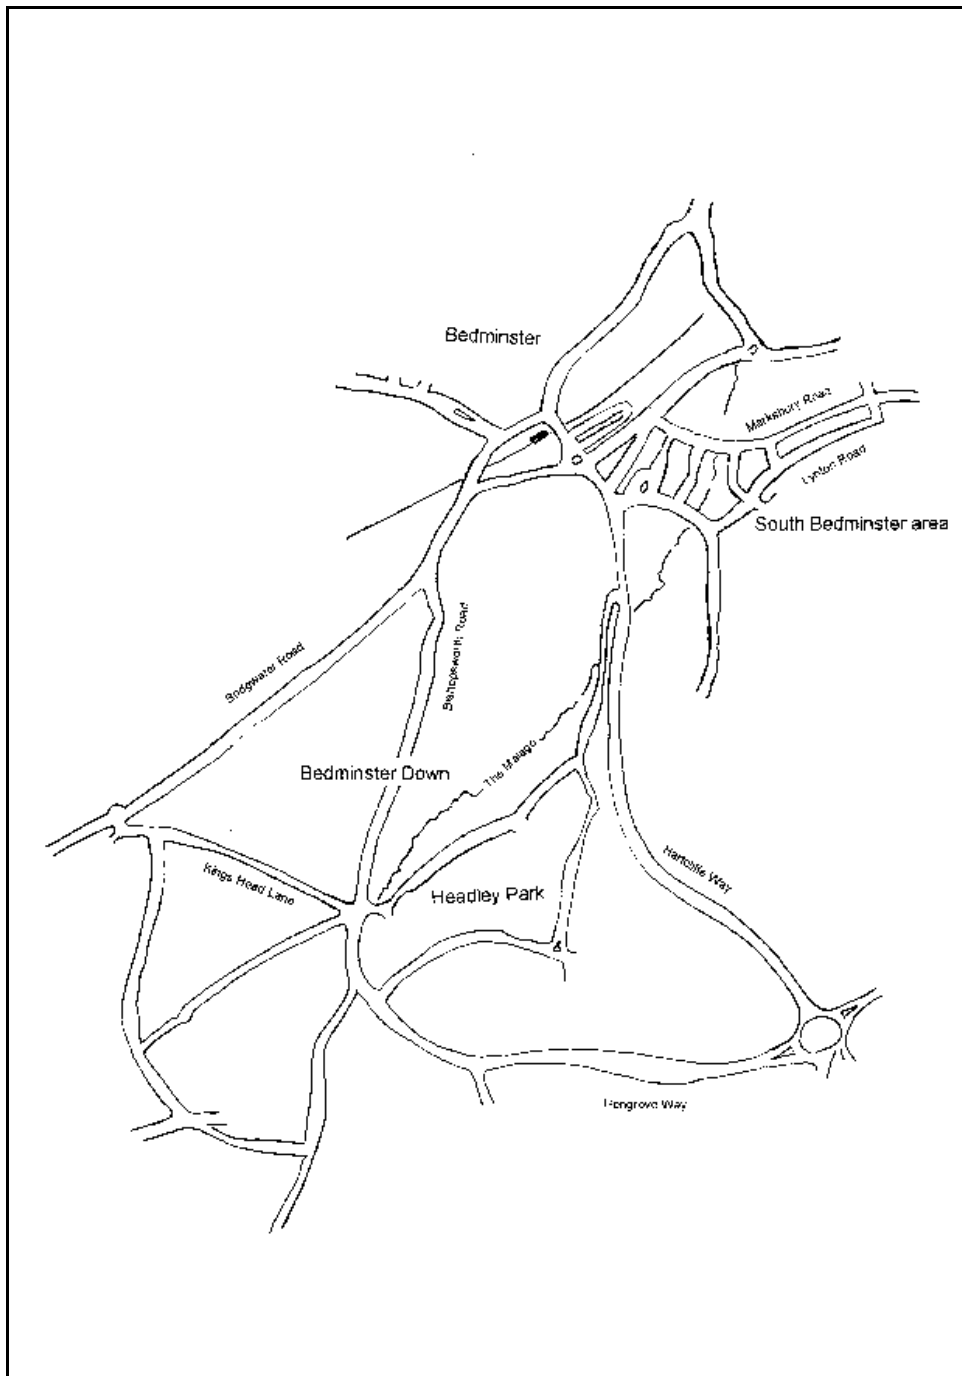 Bedminster
Marksbury Road
Lynton Road
South Bedminster area
Bishopsworth Road
Bridgwater Road
The Malago
Bedminster Down
Hartcliffe Way
Kings Head Lane
Headley Park
Hengrove Way